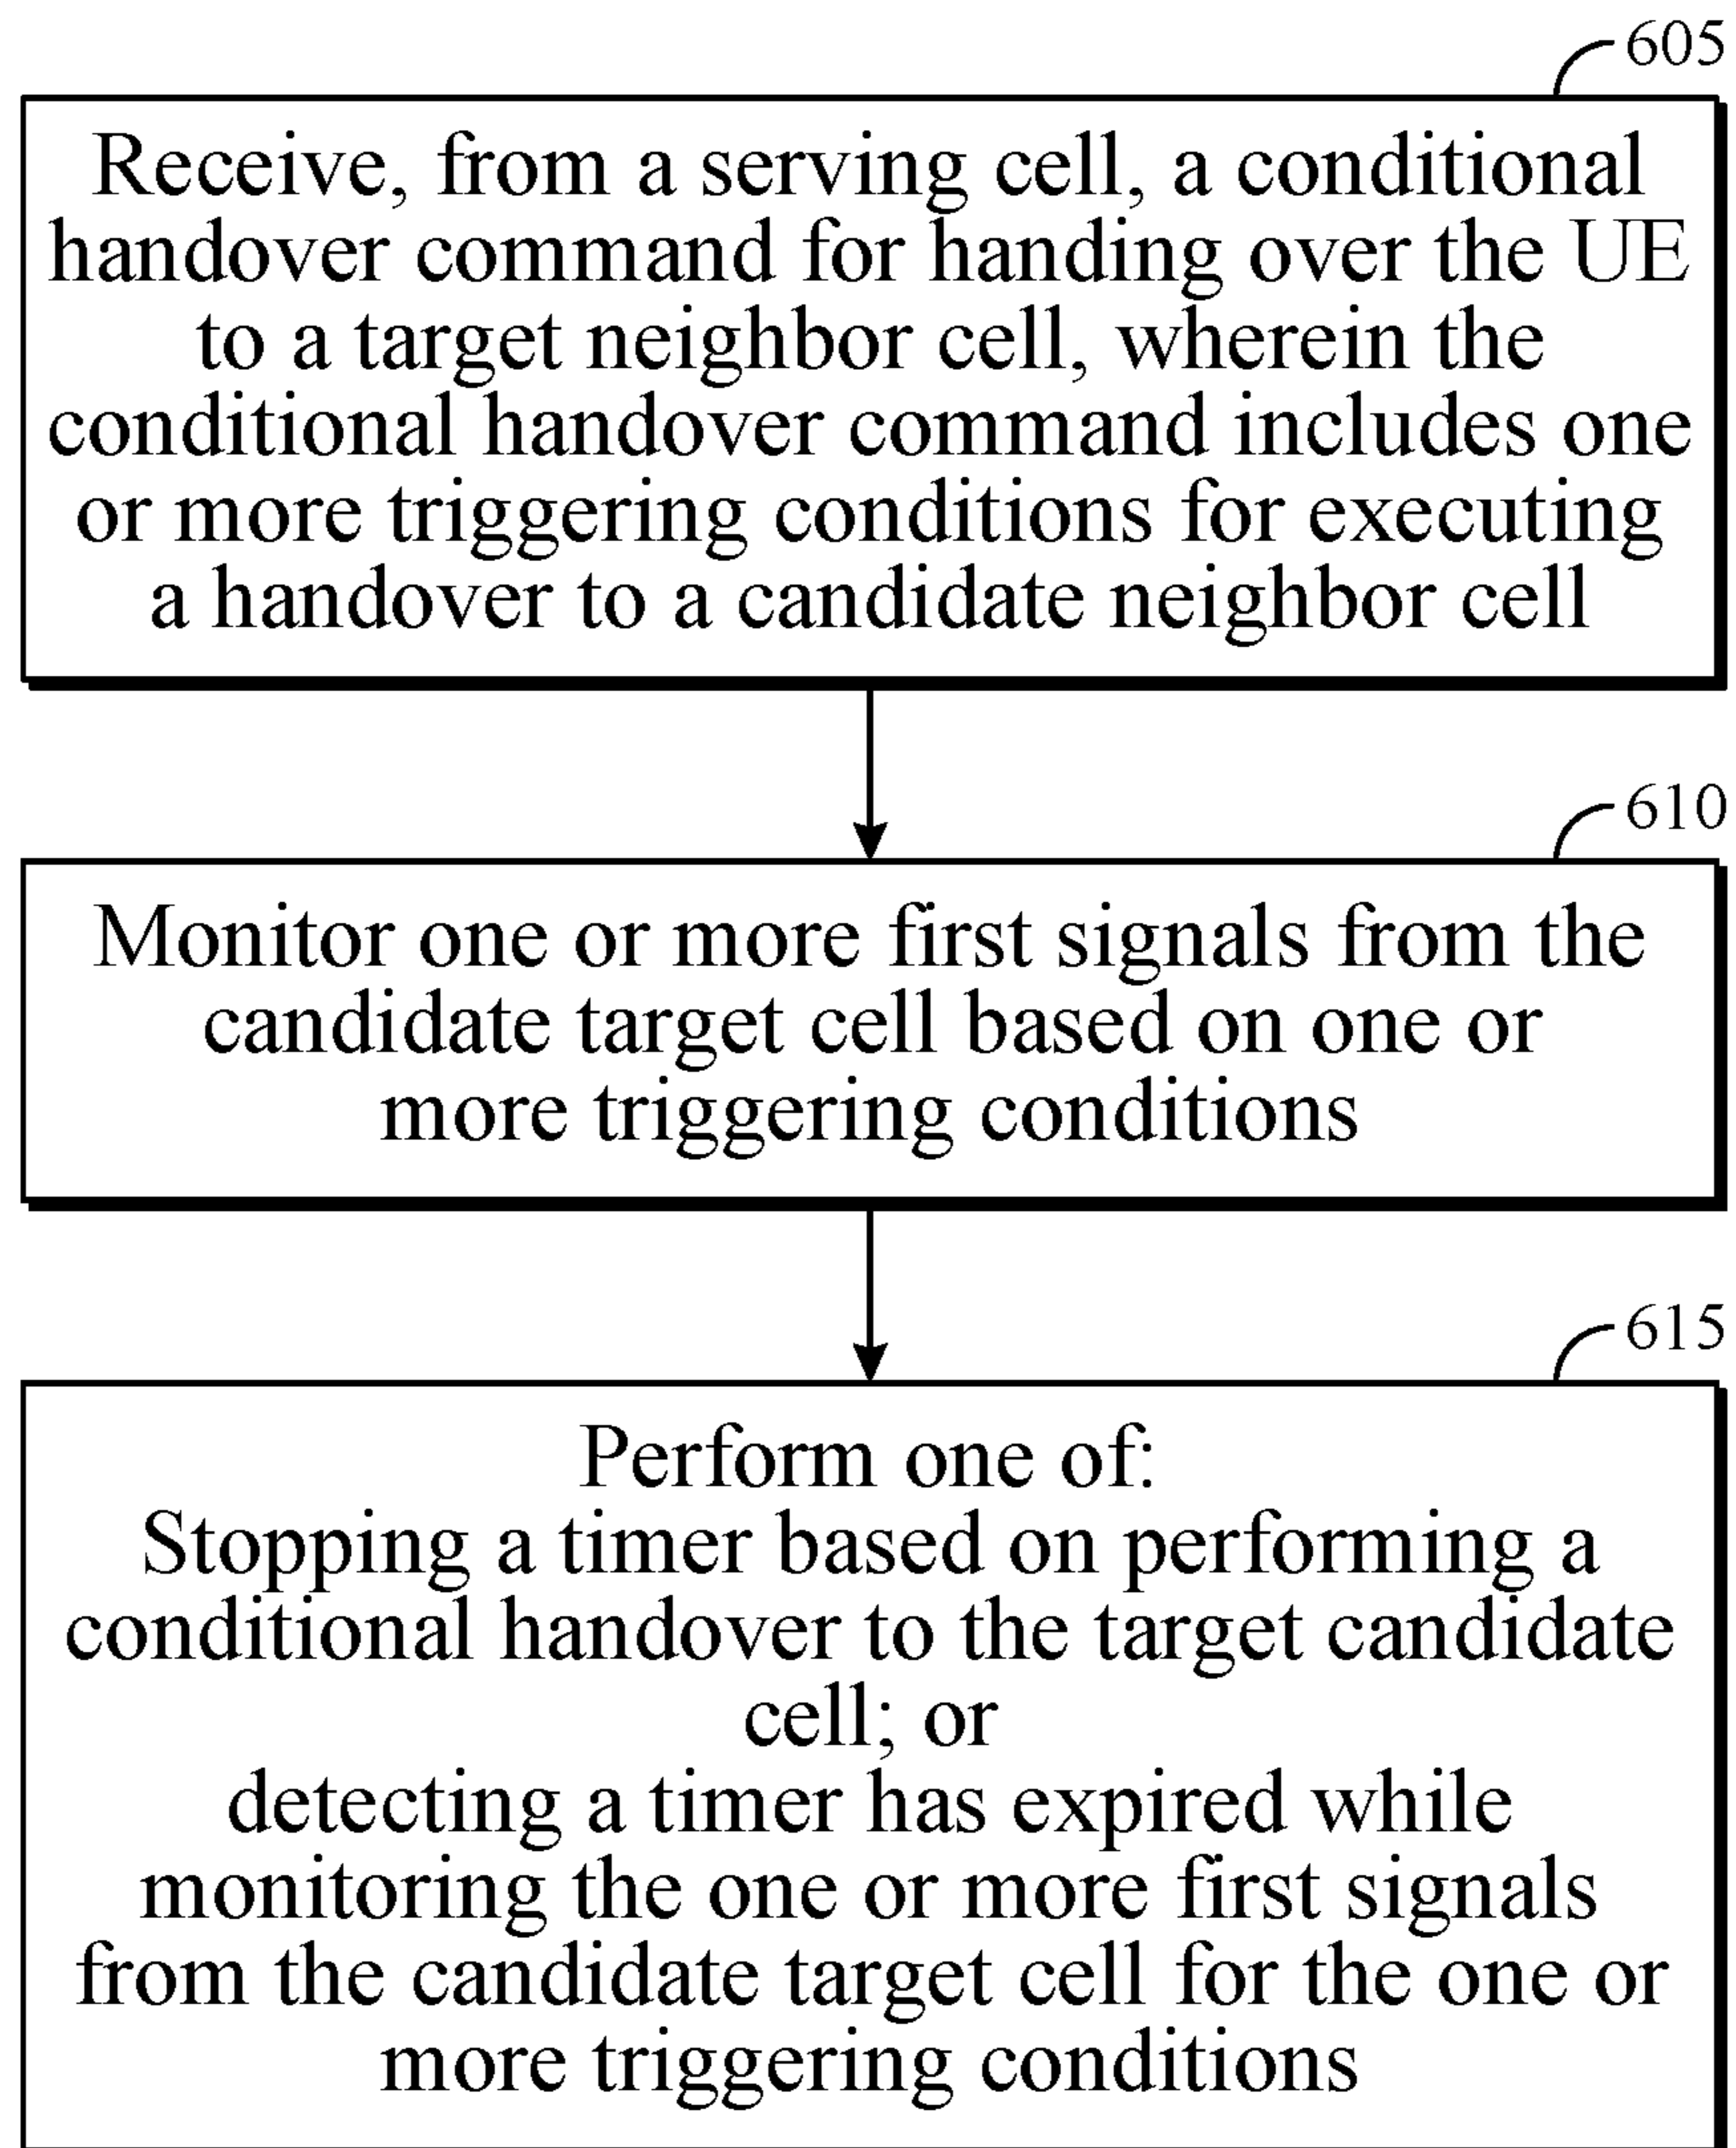 605
Receive, from a serving cell, a conditional
handover command for handing over the UE
to a target neighbor cell, wherein the
conditional handover command includes one
or more triggering conditions for executing
a handover to a candidate neighbor cell
610
Monitor one or more first signals from the
candidate target cell based on one or
more triggering conditions
615
Perform one of:
Stopping a timer based on performing a
conditional handover to the target candidate
cell; or
detecting a timer has expired while
monitoring the one or more first signals
from the candidate target cell for the one or
more triggering conditions